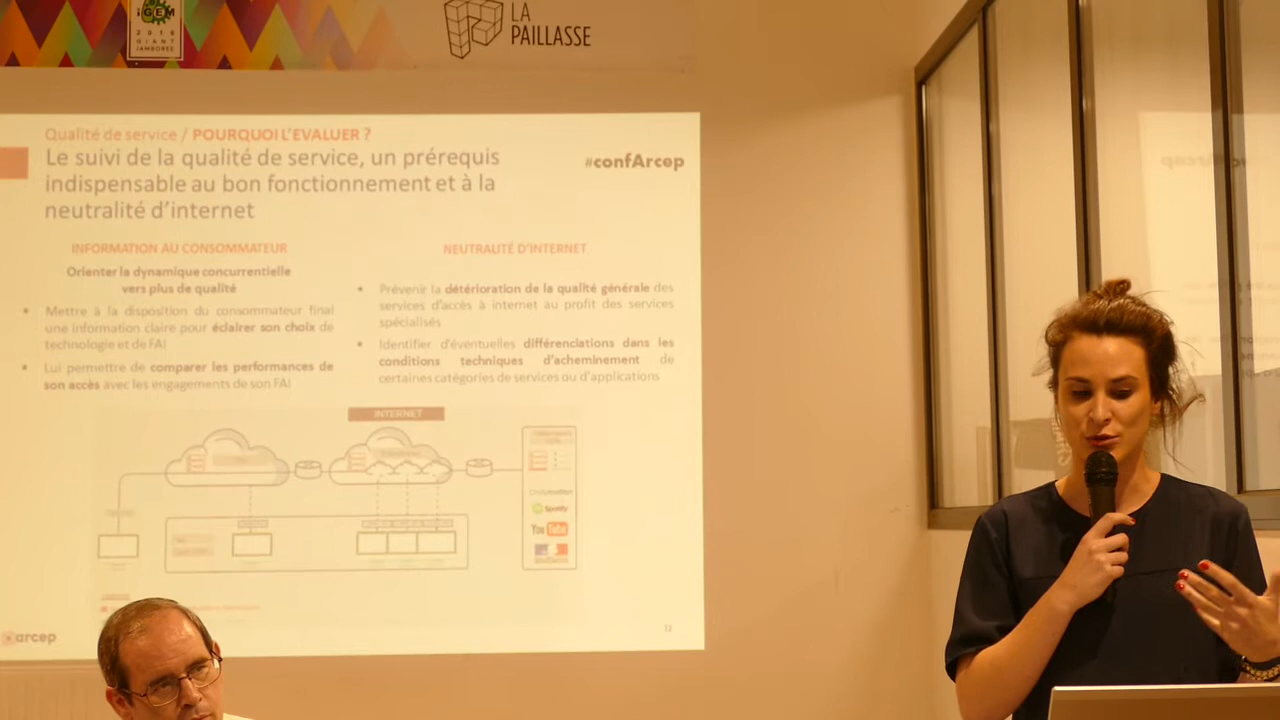 iGEM
2016
GIANT
JAMBOREE
LA
PAILLASSE
Qualité de service / POURQUOI L'EVALUER ?
Le suivi de la qualité de service, un prérequis
indispensable au bon fonctionnement et à la
neutralité d'internet
#confArcep
INFORMATION AU CONSOMMATEUR
Orienter la dynamique concurrentielle
vers plus de qualité
• Mettre à la disposition du consommateur final
une information claire pour éclairer son choix de
technologie et de FAI
• Lui permettre de comparer les performances de
son accès avec les engagements de son FAI
NEUTRALITÉ D'INTERNET
• Prévenir la détérioration de la qualité générale des
services d'accès à internet au profit des services
spécialisés
• Identifier d'éventuelles différenciations dans les
conditions techniques d'acheminement de
certaines catégories de services ou d'applications
INTERNET
Spotify
YouTube
arcep
72